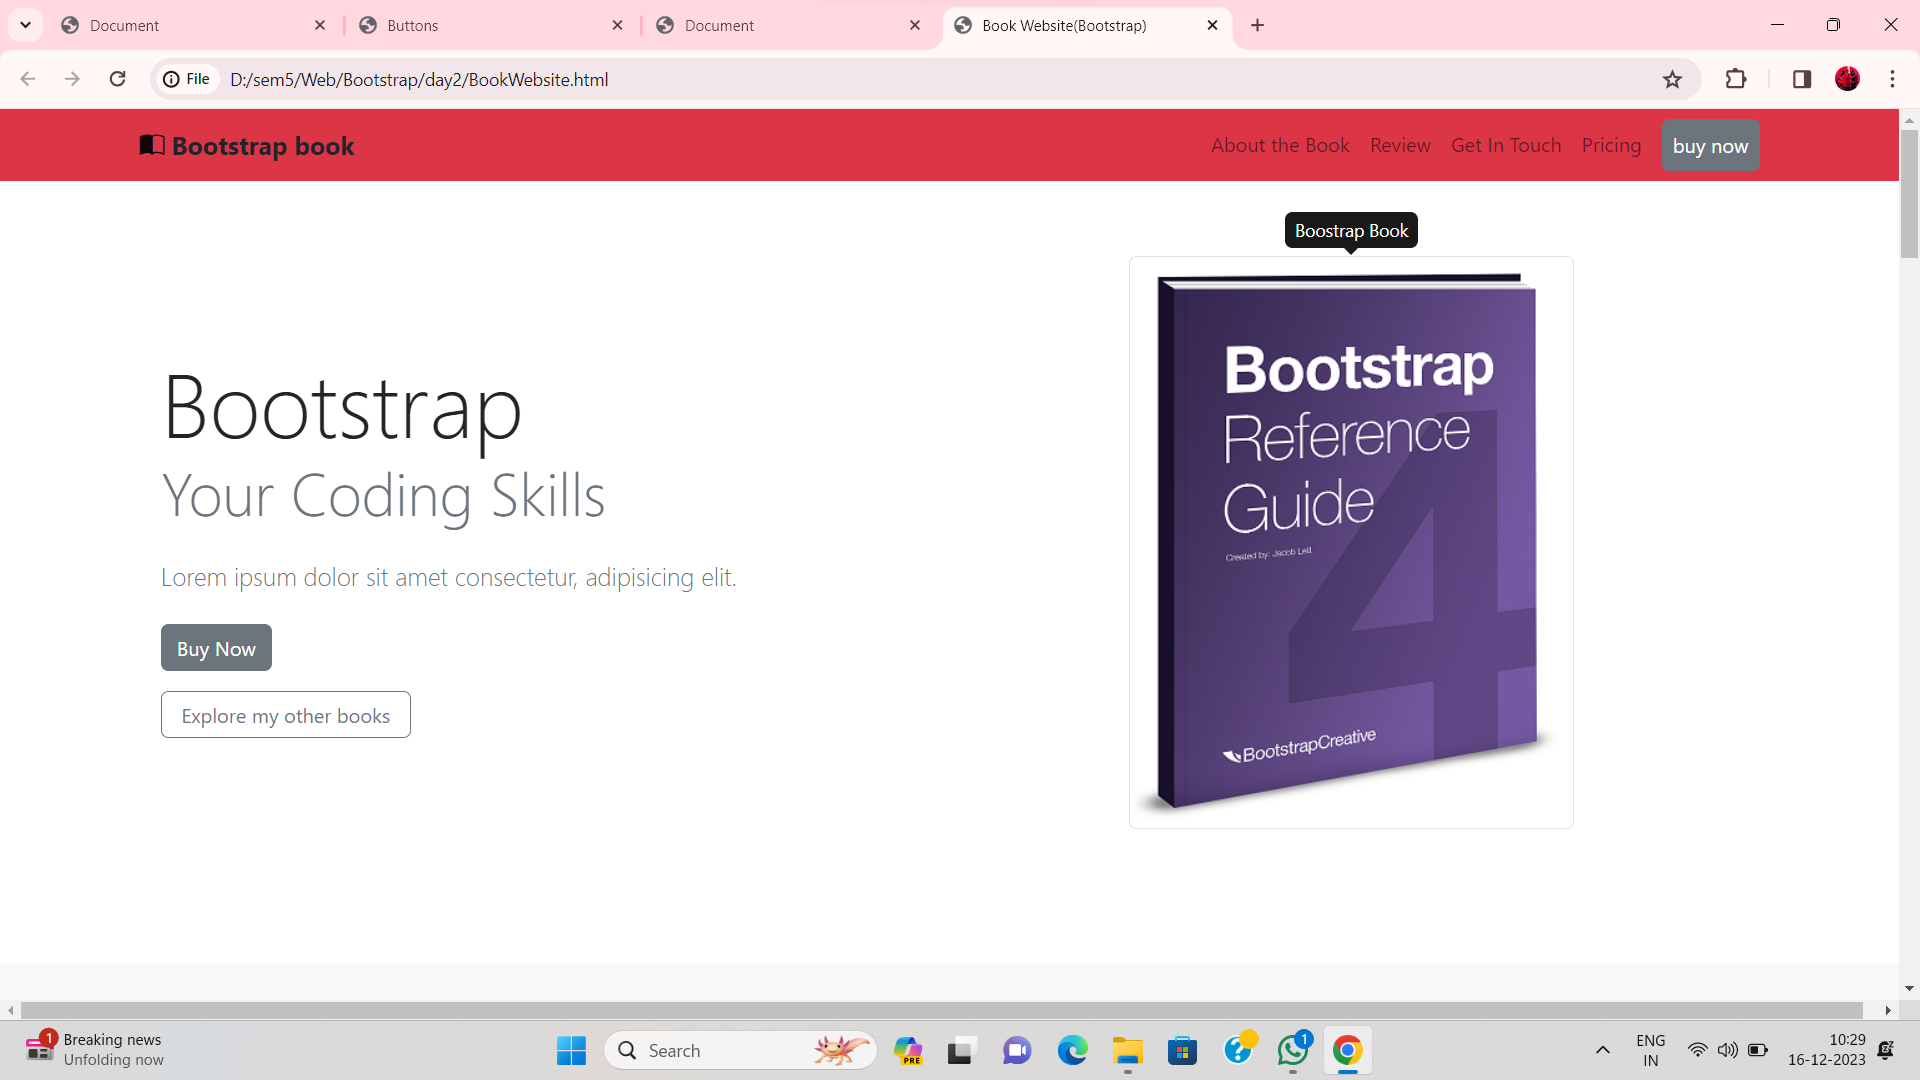 Document
Buttons
Document
Book Website(Bootstrap)
File
D:/sem5/Web/Bootstrap/day2/BookWebsite.html
Bootstrap book
About the Book
Review
Get In Touch
Pricing
buy now
Boostrap Book
Bootstrap
Your Coding Skills
Lorem ipsum dolor sit amet consectetur, adipisicing elit.
Buy Now
Explore my other books
Bootstrap
Reference
Guide
Created by: Jacob Lett
4
BootstrapCreative
1
Breaking news
Unfolding now
Search
PRE
1
ENG
IN
10:29
16-12-2023